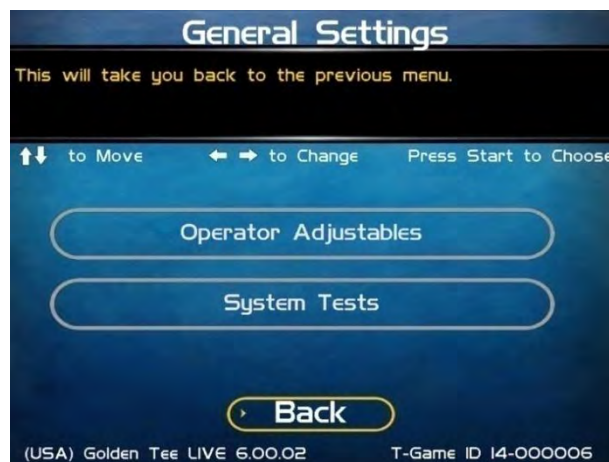 General Settings
This will take you back to the previous menu.
to Move to Change Press Start to Choose
Operator Adjustables
System Tests
Back
(USA) Golden Tee LIVE 6.00.02 T-Game ID 14-000006